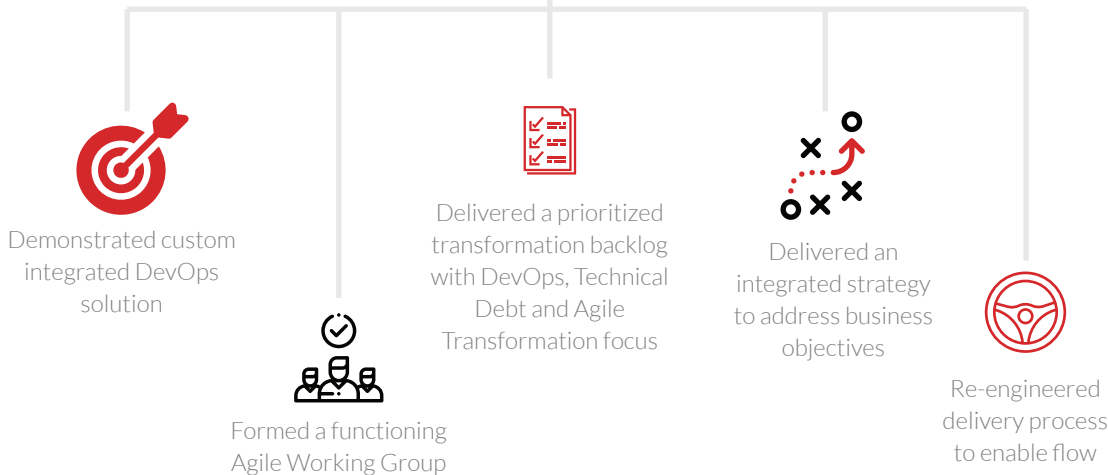 Demonstrated custom
integrated DevOps
solution
Formed a functioning
Agile Working Group
Delivered a prioritized
transformation backlog
with DevOps, Technical
Debt and Agile
Transformation focus
Delivered an
integrated strategy
to address business
objectives
Re-engineered
delivery process
to enable flow